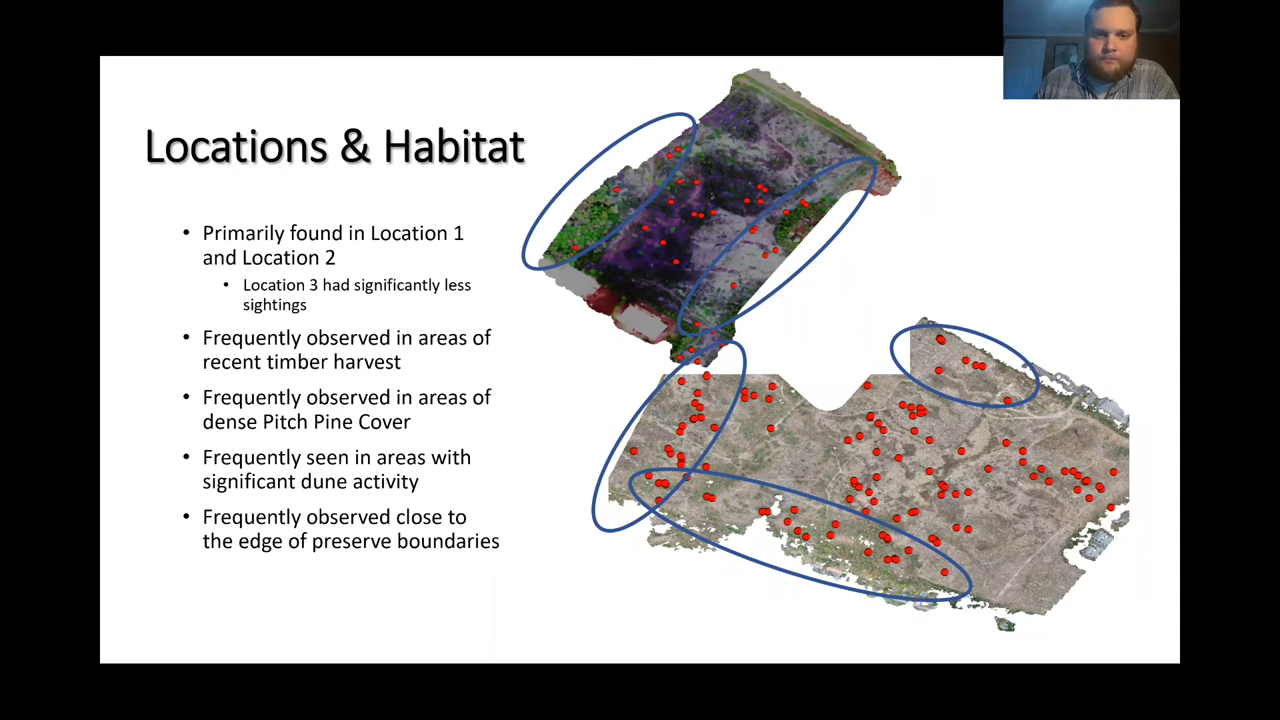 Locations & Habitat
• Primarily found in Location 1
and Location 2
• Location 3 had significantly less
sightings
• Frequently observed in areas of
recent timber harvest
• Frequently observed in areas of
dense Pitch Pine Cover
• Frequently seen in areas with
significant dune activity
• Frequently observed close to
the edge of preserve boundaries